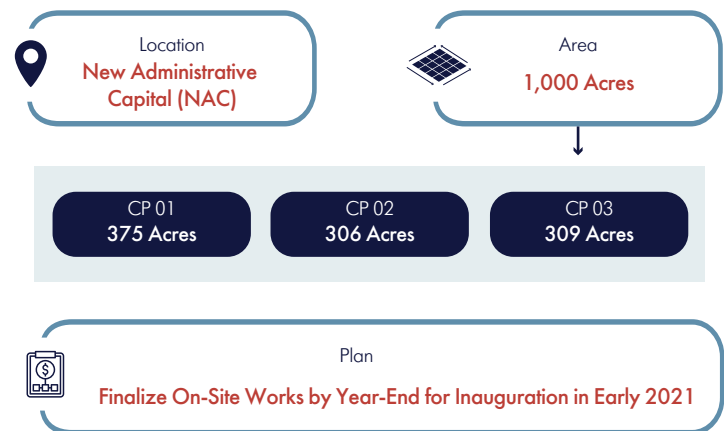 Location
New Administrative
Capital (NAC)
Area
1,000 Acres
CP 01
375 Acres
CP 02
306 Acres
CP 03
309 Acres
Plan
$
Finalize On-Site Works by Year-End for Inauguration in Early 2021